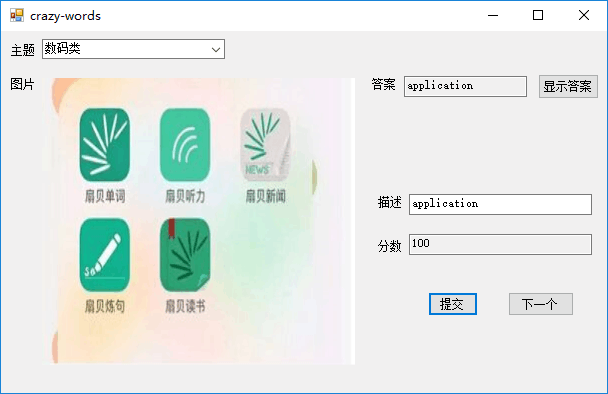 crazy-words
主题 数码类
图片
答案 application 显示答案
扇贝单词 扇贝听力 扇贝新闻
NEWS
扇贝炼句 扇贝读书
描述 application
分数 100
提交 下一个